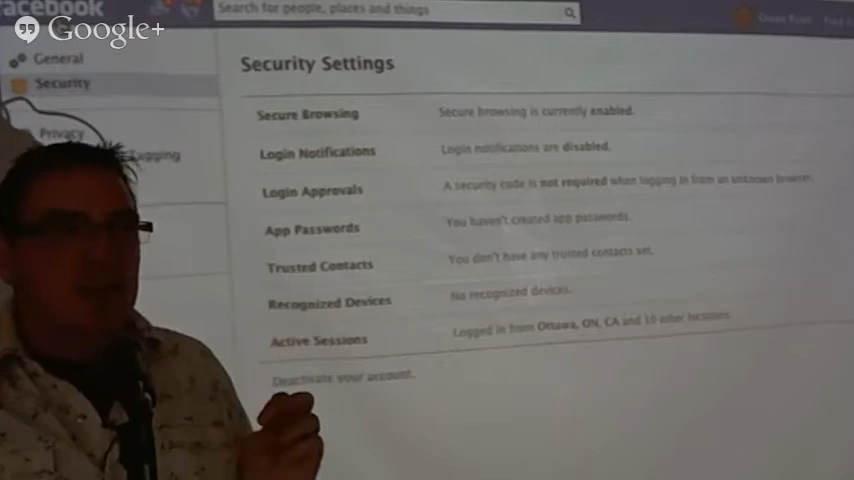 facebook
Search for people, places and things
Google+
General
Security
Privacy
Tagging
Security Settings
Secure Browsing Secure browsing is currently enabled.
Login Notifications Login notifications are disabled.
Login Approvals A security code is not required when logging in from an unknown browser.
App Passwords You haven't created app passwords.
Trusted Contacts You don't have any trusted contacts set.
Recognized Devices No recognized devices.
Active Sessions Logged in from Ottawa, ON, CA and 10 other locations.
Deactivate your account.